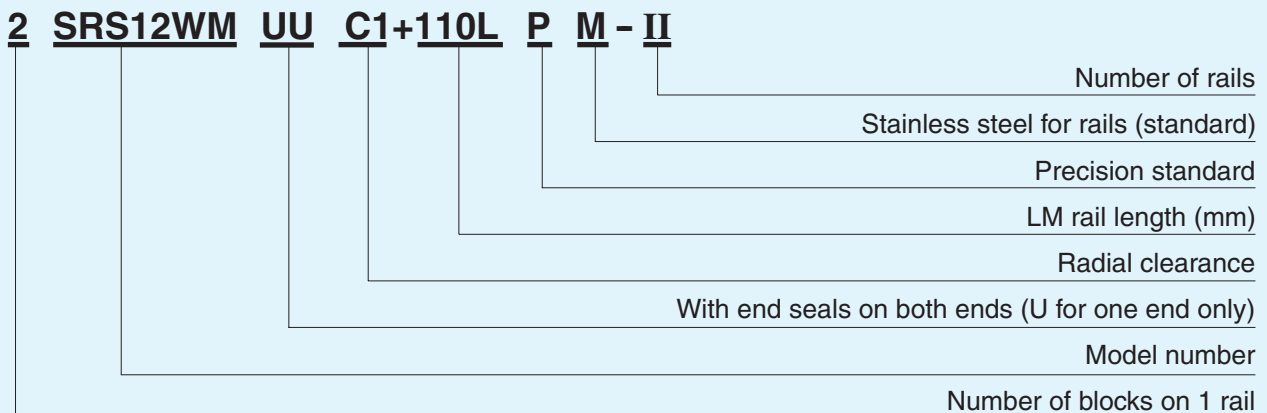 2 SRS12WM UU C1+110L P M - II
Number of rails
Stainless steel for rails (standard)
Precision standard
LM rail length (mm)
Radial clearance
With end seals on both ends (U for one end only)
Model number
Number of blocks on 1 rail